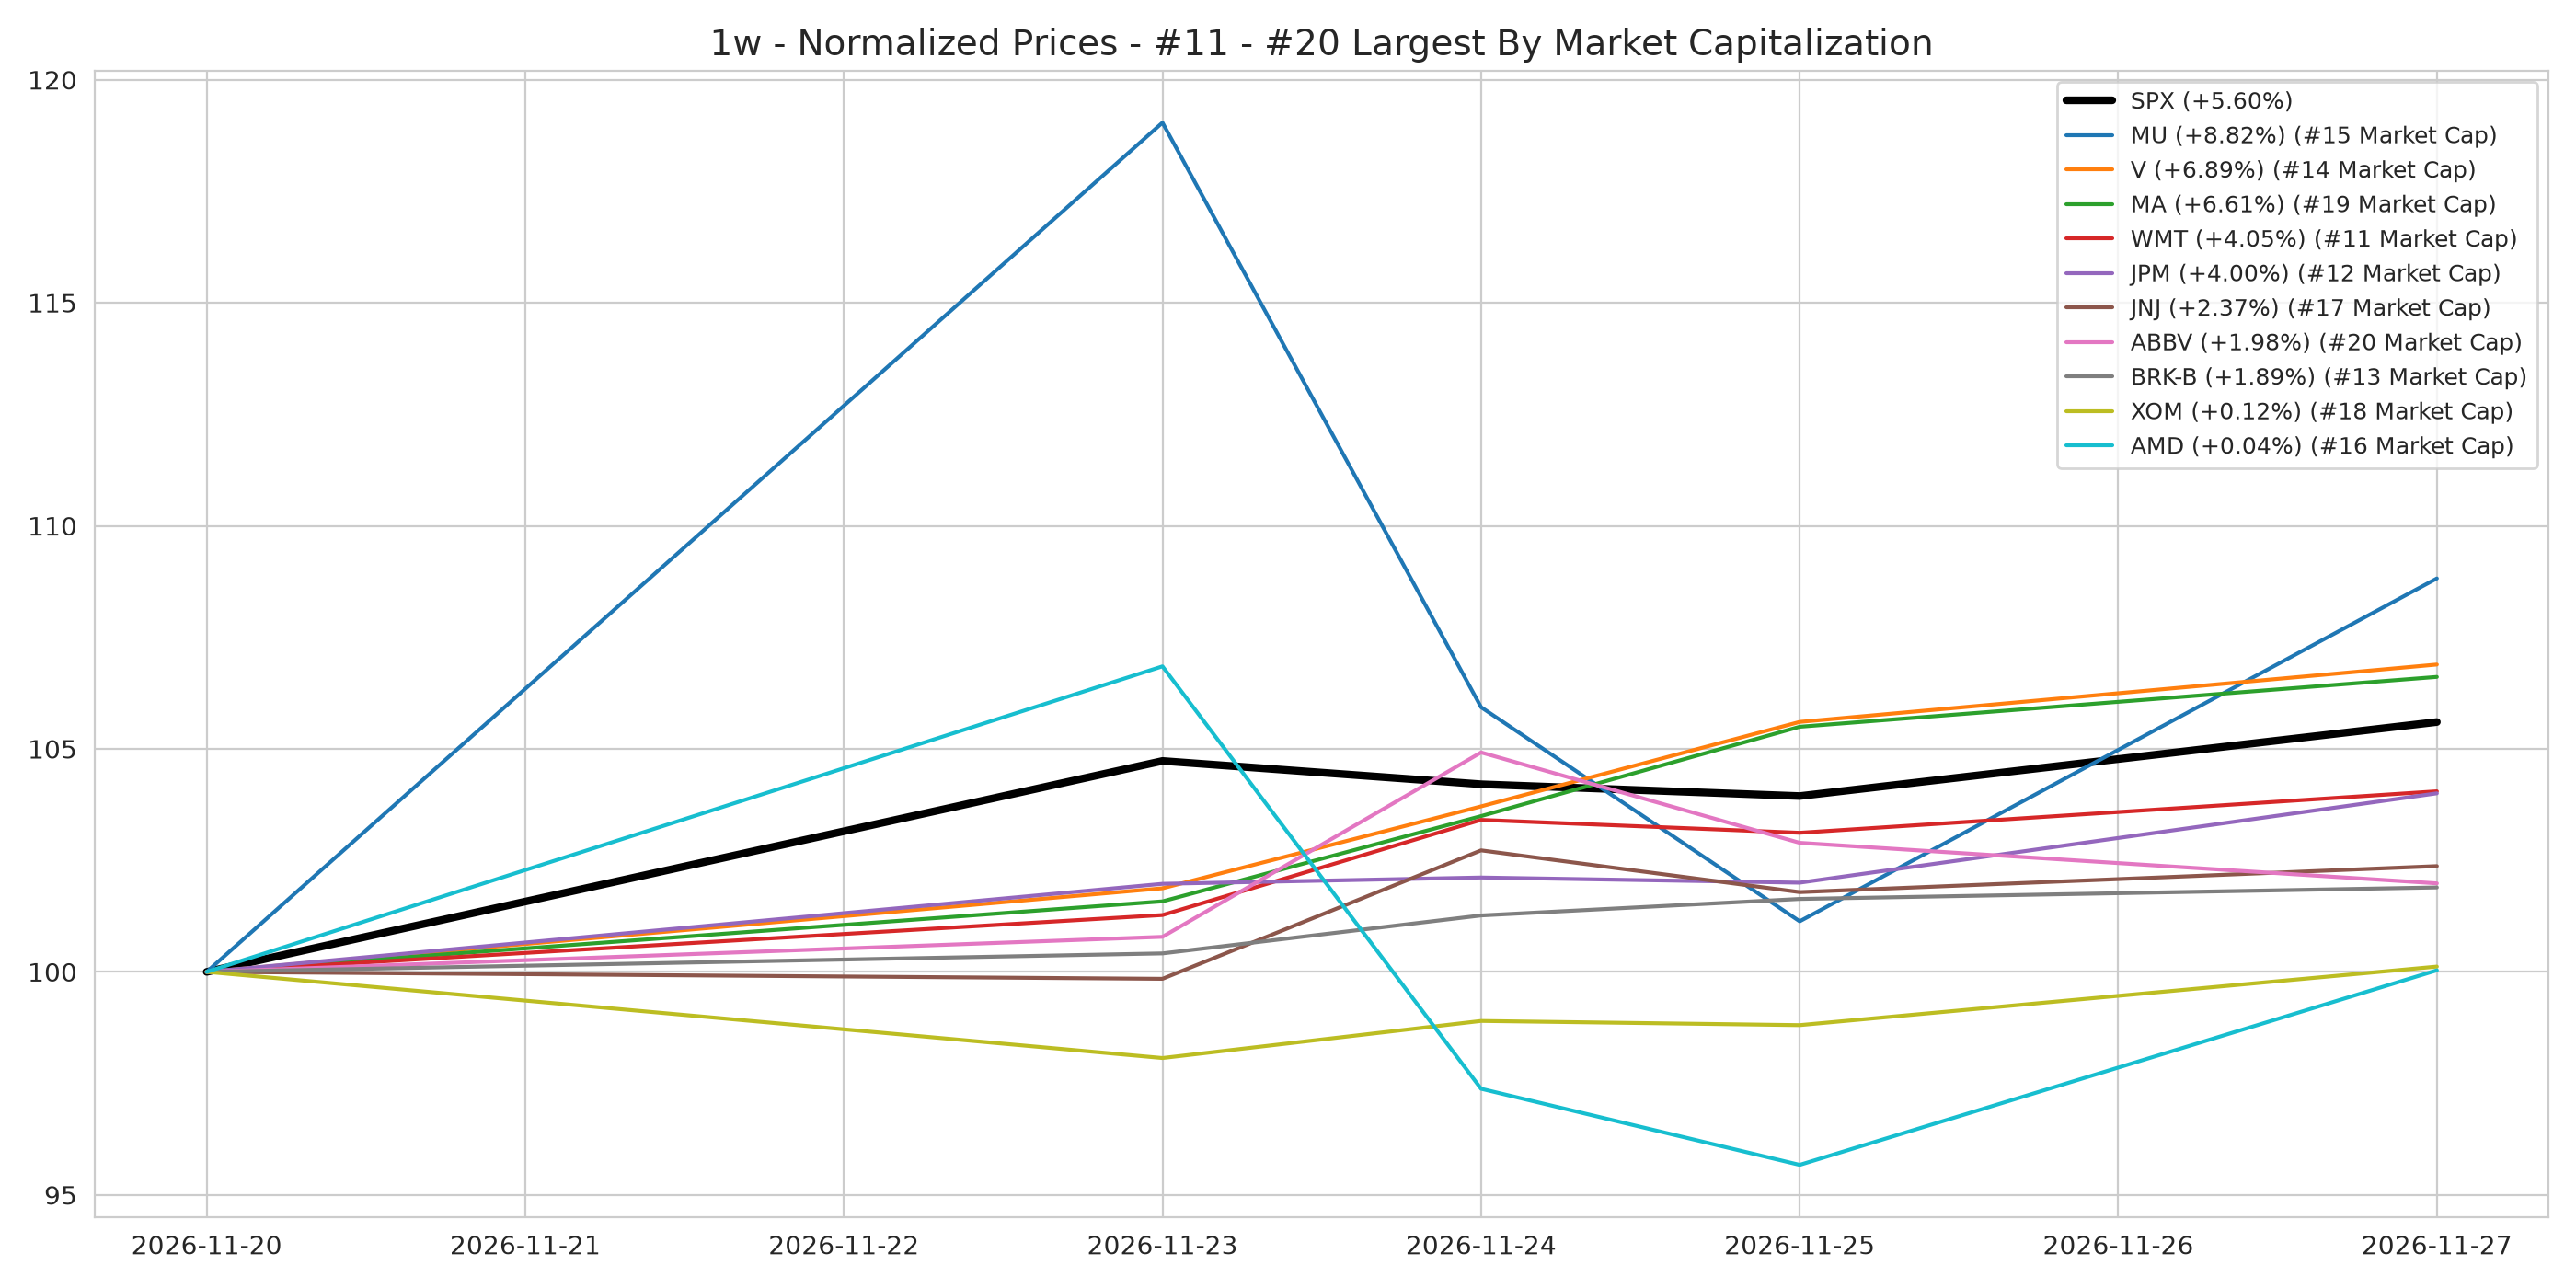 1w - Normalized Prices - #11 - #20 Largest By Market Capitalization
120
115
110
105
100
95
SPX (+5.60%)
MU (+8.82%) (#15 Market Cap)
V (+6.89%) (#14 Market Cap)
MA (+6.61%) (#19 Market Cap)
WMT (+4.05%) (#11 Market Cap)
JPM (+4.00%) (#12 Market Cap)
JNJ (+2.37%) (#17 Market Cap)
ABBV (+1.98%) (#20 Market Cap)
BRK-B (+1.89%) (#13 Market Cap)
XOM (+0.12%) (#18 Market Cap)
AMD (+0.04%) (#16 Market Cap)
2026-11-20 2026-11-21 2026-11-22 2026-11-23 2026-11-24 2026-11-25 2026-11-26 2026-11-27